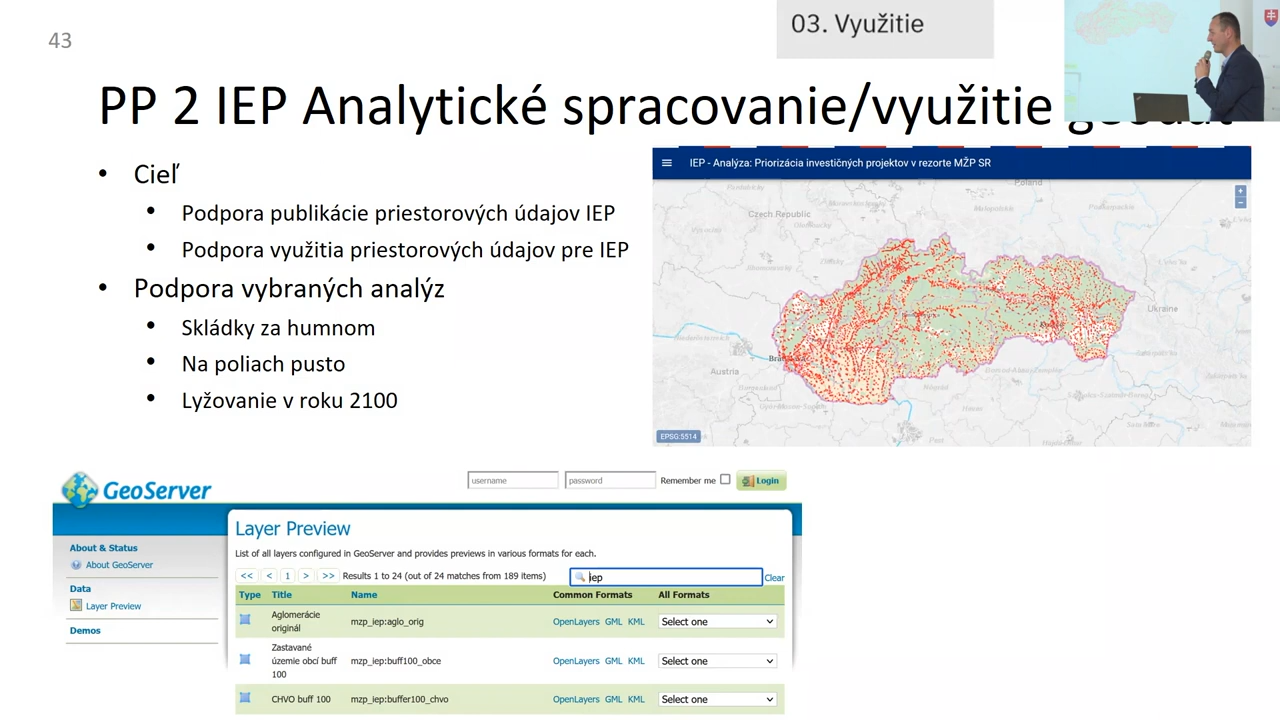 43
03. Využitie
PP 2 IEP Analytické spracovanie/využitie
• Cieľ
• Podpora publikácie priestorových údajov IEP
• Podpora využitia priestorových údajov pre IEP
• Podpora vybraných analýz
• Skládky za humnom
• Na poliach pusto
• Lyžovanie v roku 2100
IEP - Analýza: Priorizácia investičných projektov v rezorte MŽP SR
+
-
Poland
Czech Republic
Ukraine
Austria
EPSG:5514
GeoServer
username password Remember me Login
About & Status
About GeoServer
Data
Layer Preview
Demos
Layer Preview
List of all layers configured in GeoServer and provides previews in various formats for each.
<< < 1 > >> Results 1 to 24 (out of 24 matches from 189 items) iep Clear
Type Title Name Common Formats All Formats
Aglomerácie originál mzp_iep:aglo_orig OpenLayers GML KML Select one
Zastavané územie obcí buff 100 mzp_iep:buff100_obce OpenLayers GML KML Select one
CHVO buff 100 mzp_iep:buffer100_chvo OpenLayers GML KML Select one